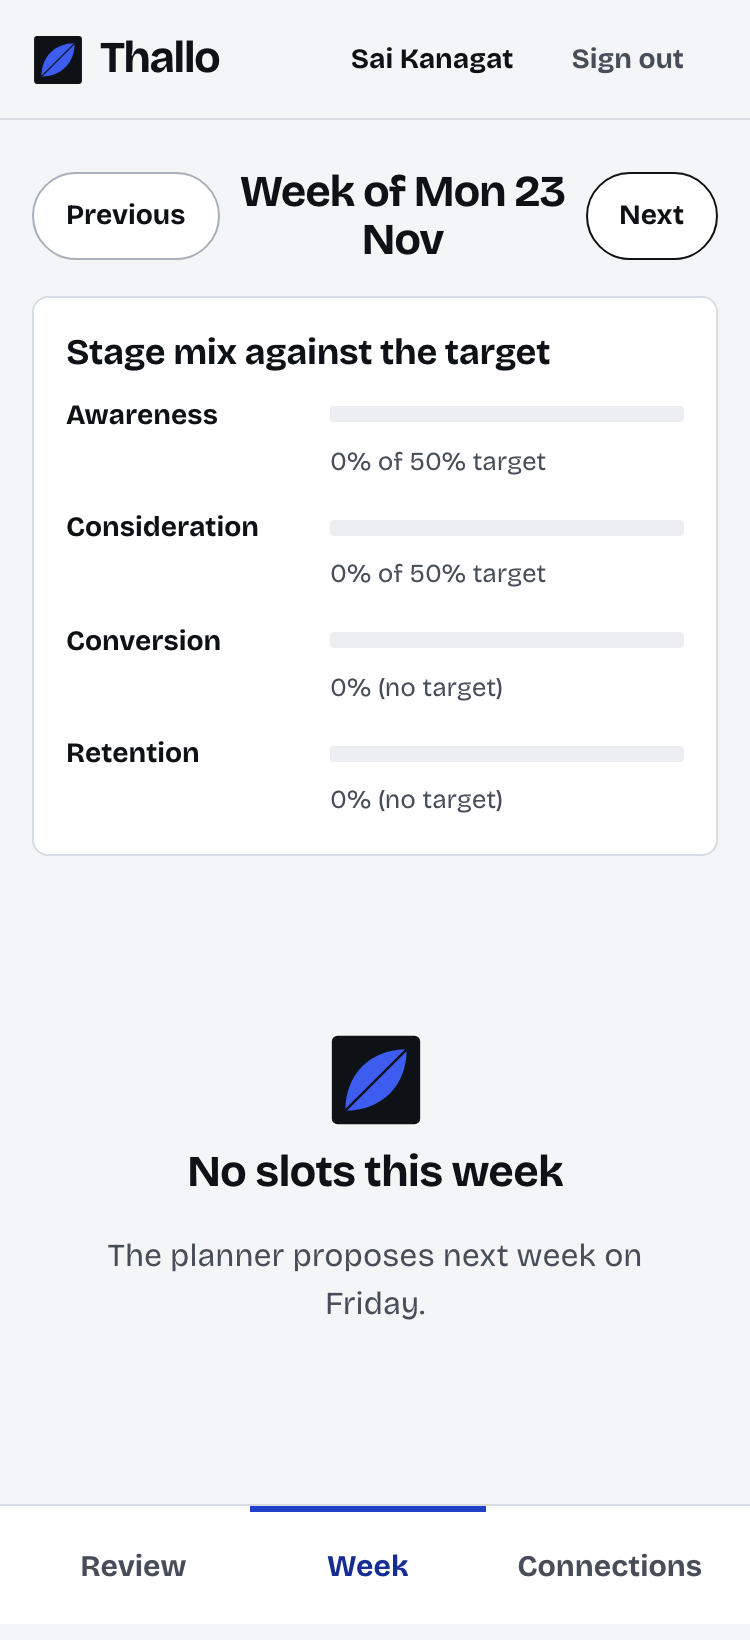 Thallo
Sai Kanagat
Sign out
Previous
Week of Mon 23
Nov
Next
Stage mix against the target
Awareness
0% of 50% target
Consideration
0% of 50% target
Conversion
0% (no target)
Retention
0% (no target)
No slots this week
The planner proposes next week on
Friday.
Review
Week
Connections